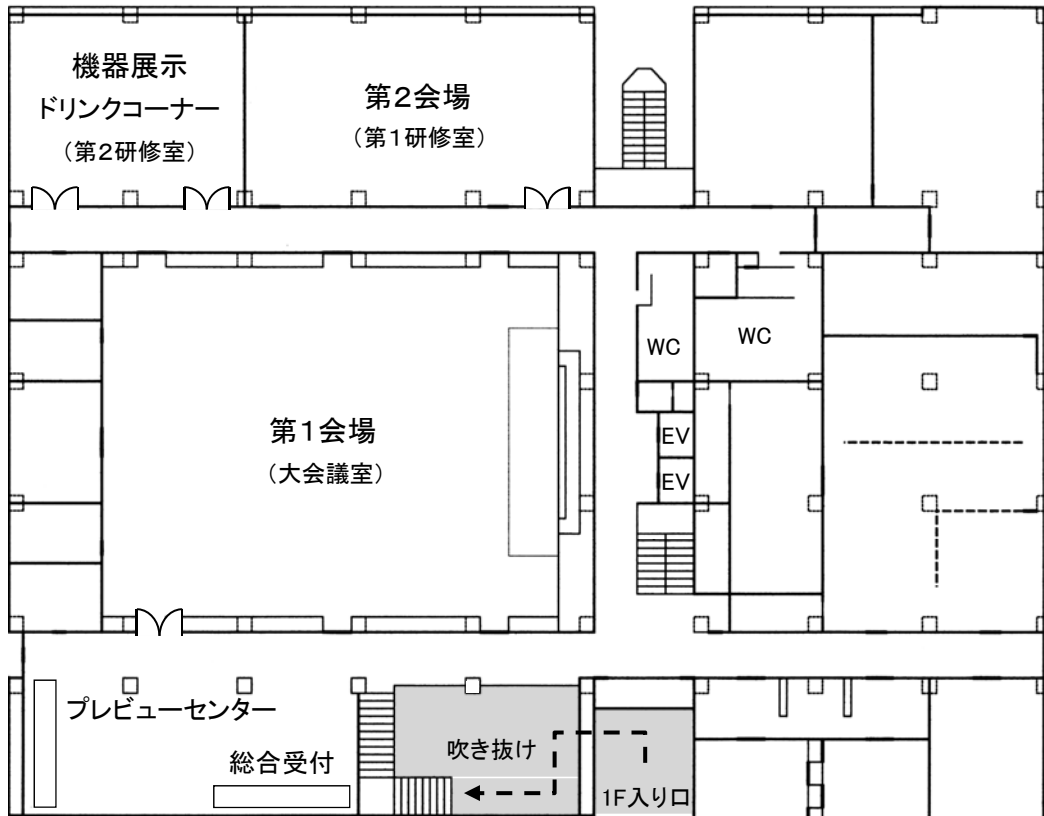 機器展示
ドリンクコーナー
（第２研修室）
第２会場
（第１研修室）
WC
WC
第１会場
（大会議室）
EV
EV
プレビューセンター
総合受付
吹き抜け
1F入り口